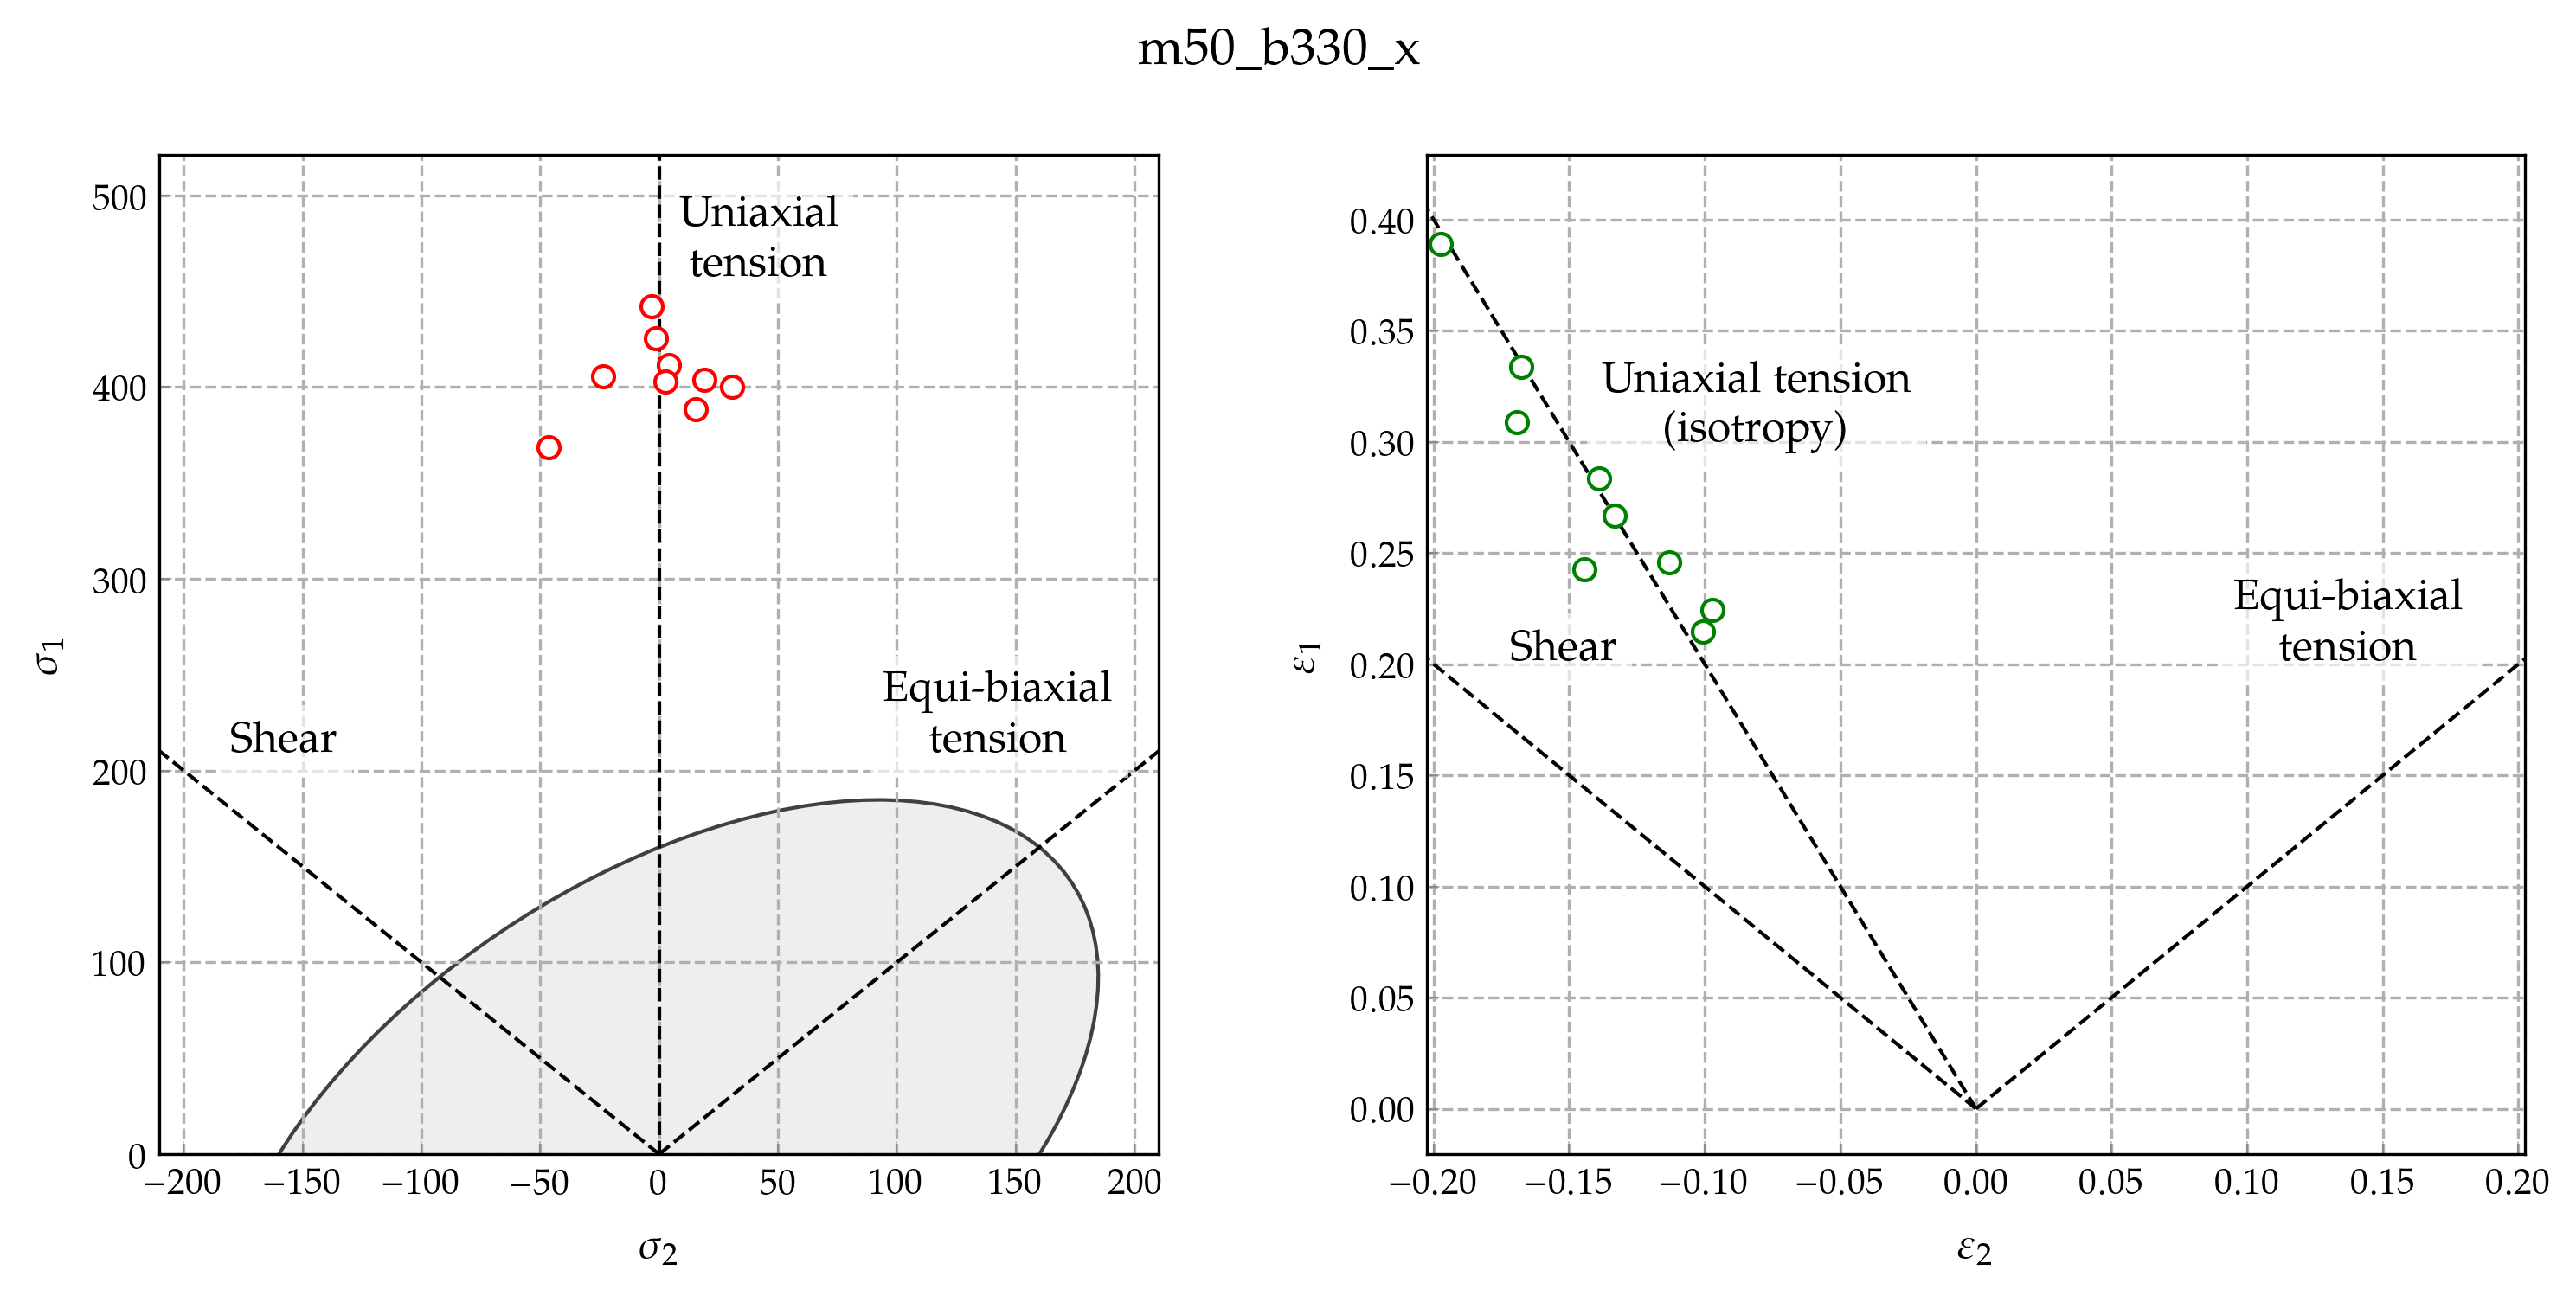 m50_b330_x
500
400
300
200
100
0
σ1
Uniaxial
tension
Equi-biaxial
tension
Shear
−200 −150 −100 −50 0 50 100 150 200
σ2
0.40
0.35
0.30
0.25
0.20
0.15
0.10
0.05
0.00
ε1
Uniaxial tension
(isotropy)
Equi-biaxial
tension
Shear
−0.20 −0.15 −0.10 −0.05 0.00 0.05 0.10 0.15 0.20
ε2